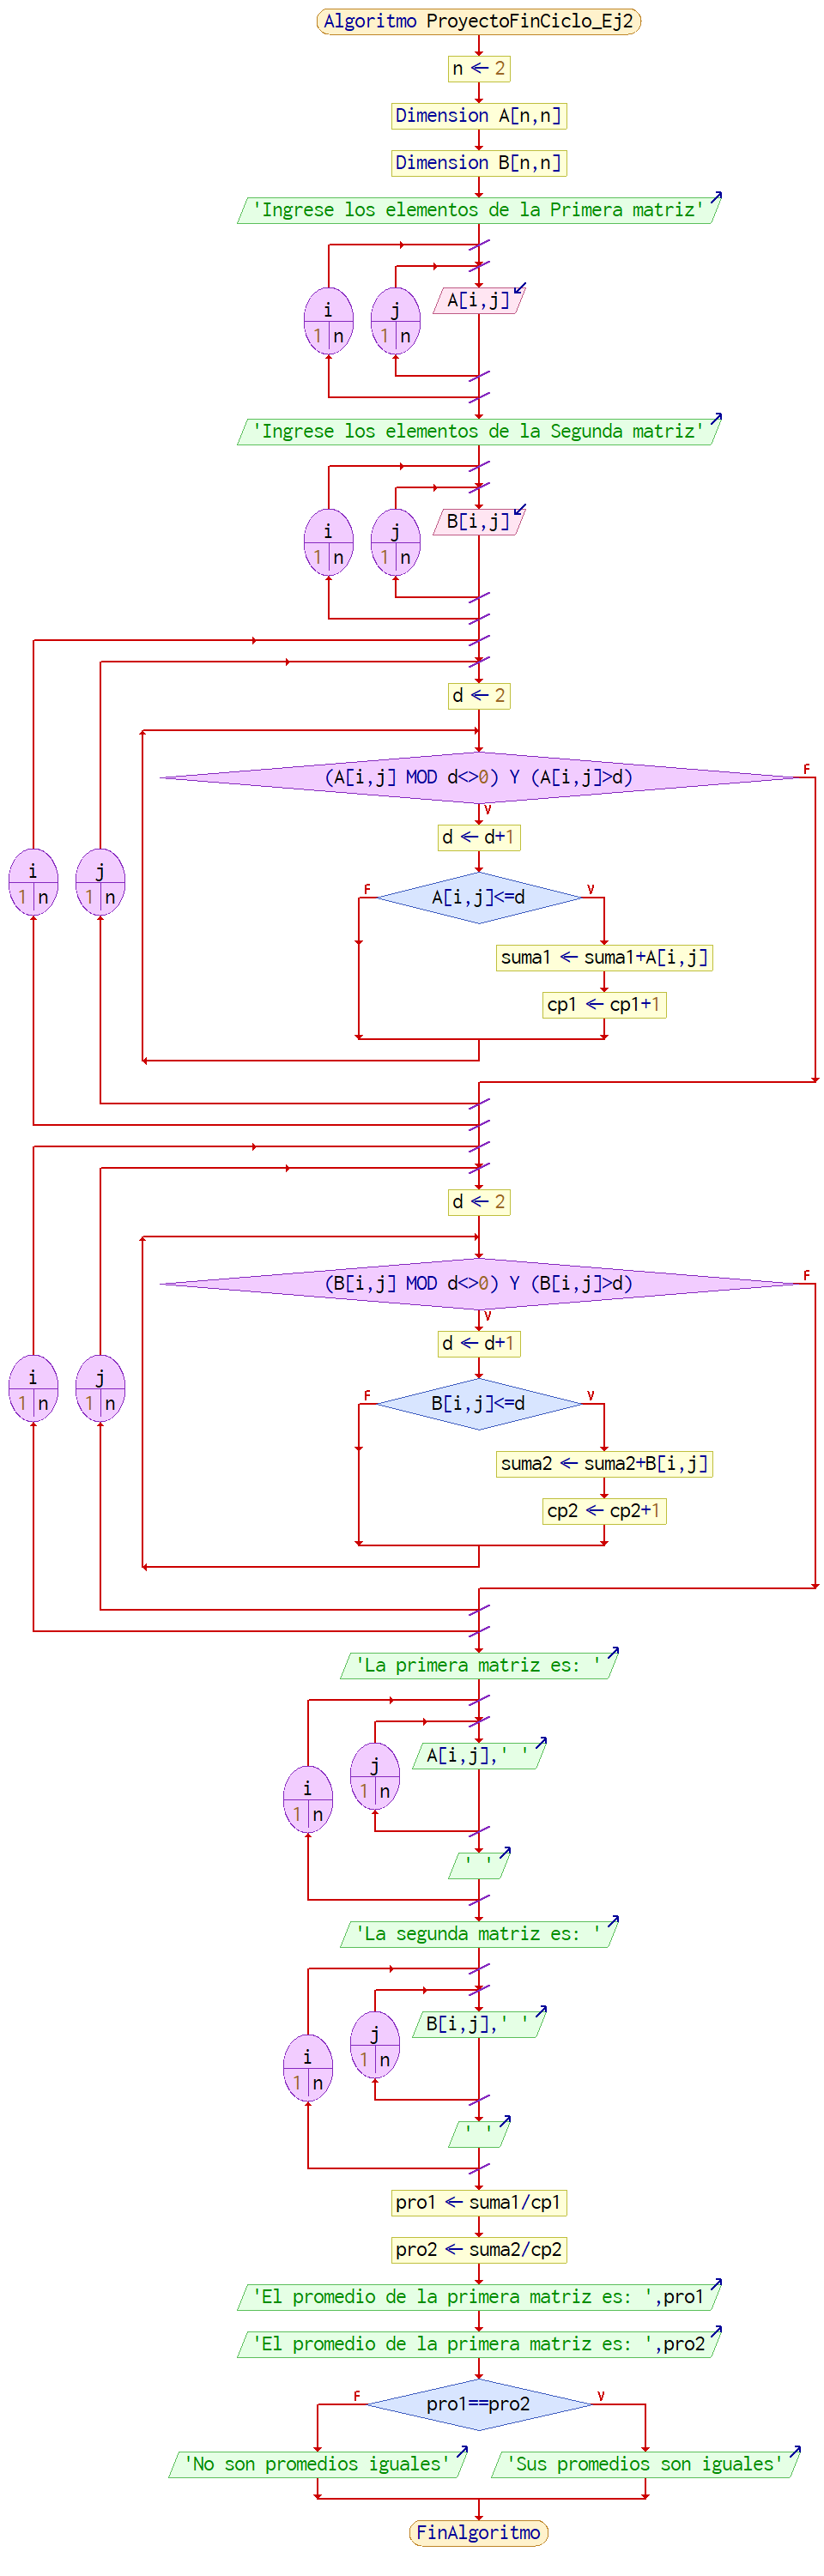 Algoritmo ProyectoFinCiclo_Ej2
n ← 2
Dimension A[n,n]
Dimension B[n,n]
'Ingrese los elementos de la Primera matriz'
i
1 n
j
1 n
A[i,j]
'Ingrese los elementos de la Segunda matriz'
i
1 n
j
1 n
B[i,j]
d ← 2
(A[i,j] MOD d<>0) Y (A[i,j]>d)
F
V
d ← d+1
i
1 n
j
1 n
F
A[i,j]<=d
V
suma1 ← suma1+A[i,j]
cp1 ← cp1+1
d ← 2
(B[i,j] MOD d<>0) Y (B[i,j]>d)
F
V
d ← d+1
i
1 n
j
1 n
F
B[i,j]<=d
V
suma2 ← suma2+B[i,j]
cp2 ← cp2+1
'La primera matriz es: '
i
1 n
j
1 n
A[i,j],' '
' '
'La segunda matriz es: '
i
1 n
j
1 n
B[i,j],' '
' '
pro1 ← suma1/cp1
pro2 ← suma2/cp2
'El promedio de la primera matriz es: ',pro1
'El promedio de la primera matriz es: ',pro2
F
pro1==pro2
V
'No son promedios iguales'
'Sus promedios son iguales'
FinAlgoritmo